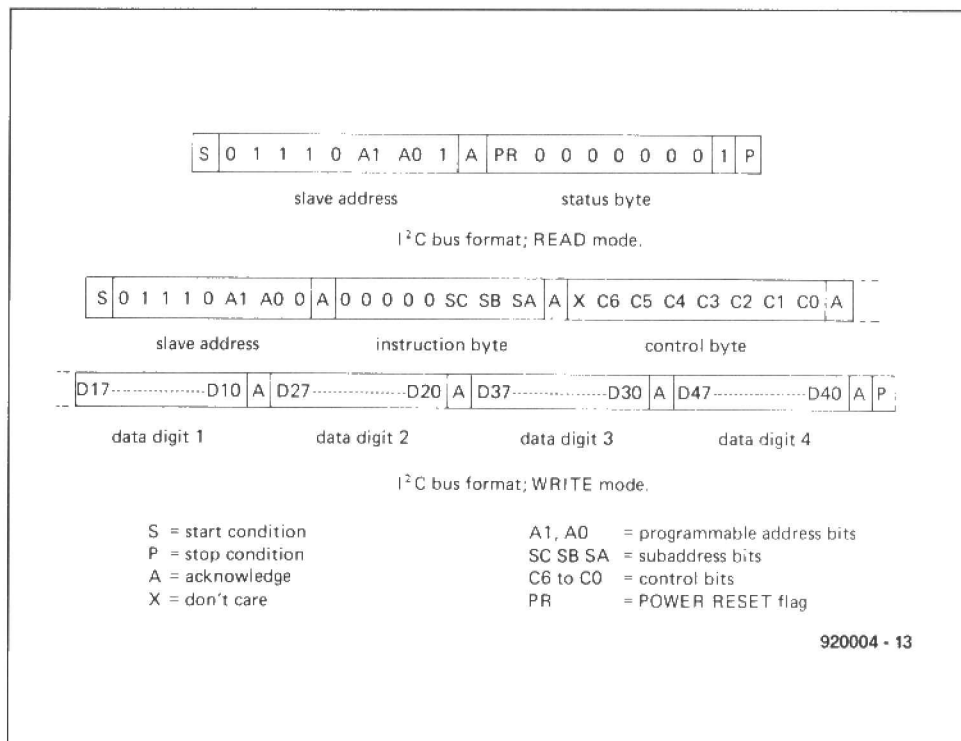 S 0 1 1 1 0 A1 A0 1 A PR 0 0 0 0 0 0 0 1 P
slave address status byte
I²C bus format; READ mode.
S 0 1 1 1 0 A1 A0 0 A 0 0 0 0 0 SC SB SA A X C6 C5 C4 C3 C2 C1 C0 A
slave address instruction byte control byte
D17----------------D10 A D27----------------D20 A D37----------------D30 A D47----------------D40 A P
data digit 1 data digit 2 data digit 3 data digit 4
I²C bus format; WRITE mode.
S = start condition
P = stop condition
A = acknowledge
X = don't care
A1, A0 = programmable address bits
SC SB SA = subaddress bits
C6 to C0 = control bits
PR = POWER RESET flag
920004 - 13